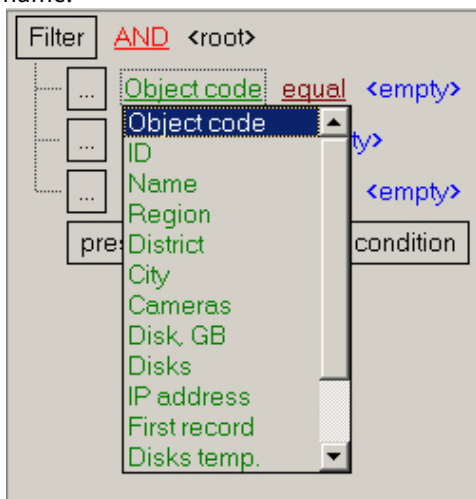 name.
Filter AND <root>
... Object code equal <empty>
Object code
... ID ty>
Name
... <empty>
Region
pres District condition
City
Cameras
Disk, GB
Disks
IP address
First record
Disks temp.